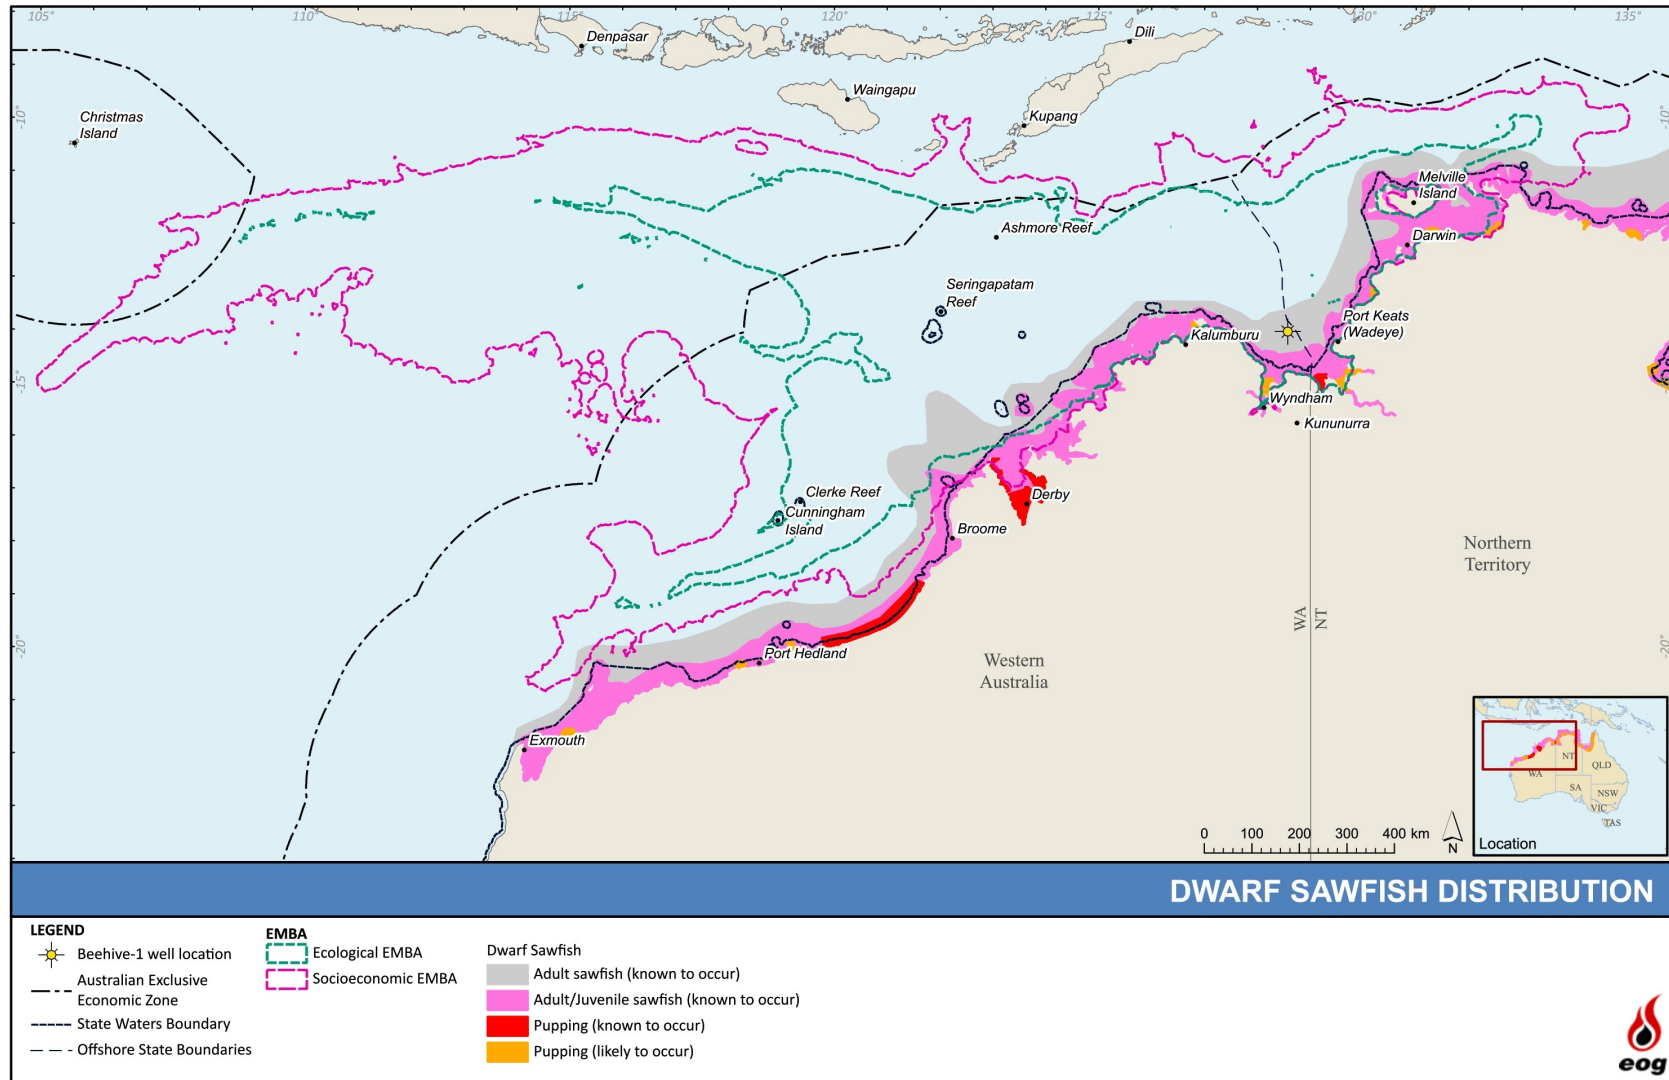 105°
110°
115°
120°
125°
130°
135°
-10°
-15°
-20°
-10°
-20°
Denpasar
Dili
Waingapu
Christmas
Island
Kupang
Melville
Island
Ashmore Reef
Darwin
Seringapatam
Reef
Port Keats
(Wadeye)
Kalumburu
Wyndham
Kununurra
Clerke Reef
Cunningham
Island
Derby
Broome
Northern
Territory
WA
NT
Port Hedland
Western
Australia
Exmouth
0 100 200 300 400 km
N
NT
WA
QLD
SA
NSW
VIC
TAS
Location
DWARF SAWFISH DISTRIBUTION
LEGEND
Beehive-1 well location
Australian Exclusive
Economic Zone
State Waters Boundary
Offshore State Boundaries
EMBA
Ecological EMBA
Socioeconomic EMBA
Dwarf Sawfish
Adult sawfish (known to occur)
Adult/Juvenile sawfish (known to occur)
Pupping (known to occur)
Pupping (likely to occur)
eog